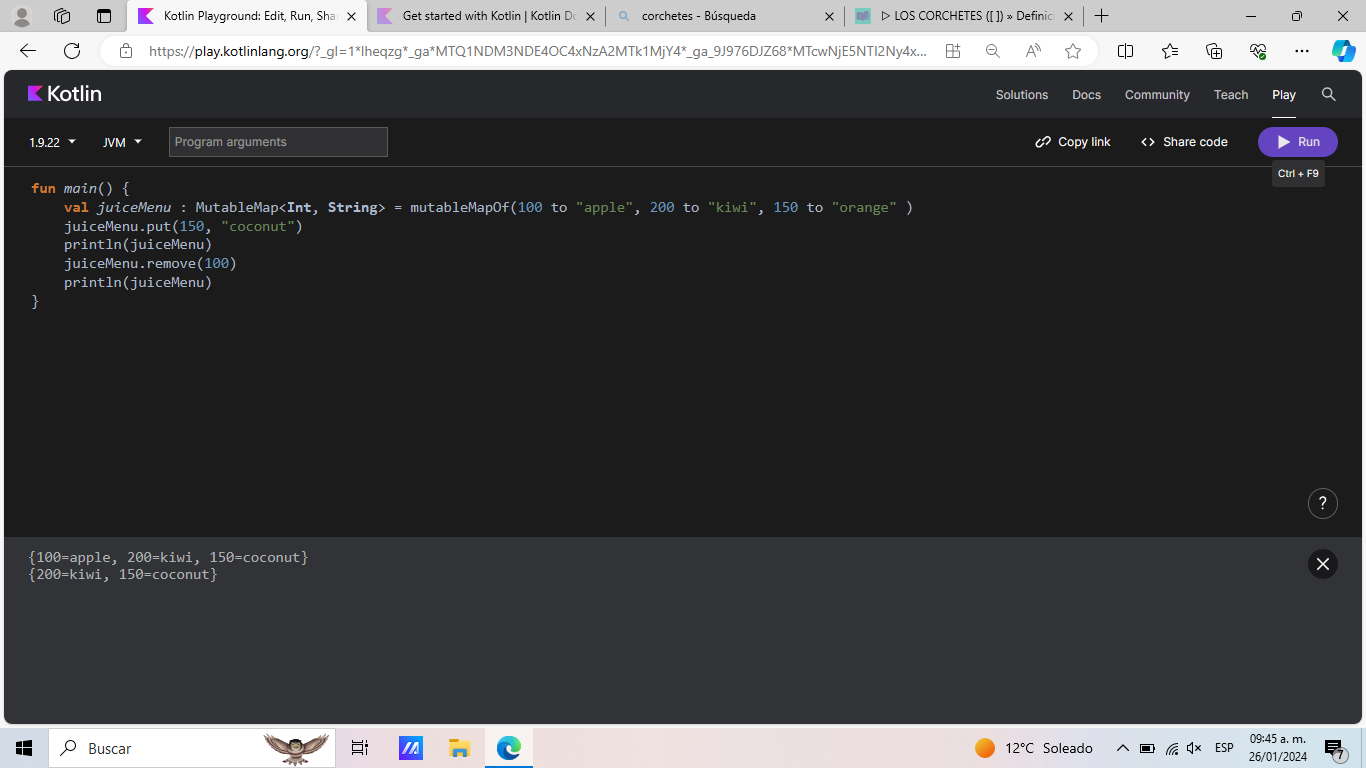 Kotlin Playground: Edit, Run, Sha
Get started with Kotlin | Kotlin Do
corchetes - Búsqueda
▷ LOS CORCHETES ([ ]) » Definici
https://play.kotlinlang.org/?_gl=1*lheqzg*_ga*MTQ1NDM3NDE4OC4xNzA2MTk1MjY4*_ga_9J976DJZ68*MTcwNjE5NTI2Ny4x...
Kotlin
Solutions
Docs
Community
Teach
Play
1.9.22
JVM
Program arguments
Copy link
Share code
Run
Ctrl + F9
fun main() {
    val juiceMenu : MutableMap<Int, String> = mutableMapOf(100 to "apple", 200 to "kiwi", 150 to "orange" )
    juiceMenu.put(150, "coconut")
    println(juiceMenu)
    juiceMenu.remove(100)
    println(juiceMenu)
}
?
{100=apple, 200=kiwi, 150=coconut}
{200=kiwi, 150=coconut}
Buscar
12°C Soleado
ESP
09:45 a. m.
26/01/2024
7